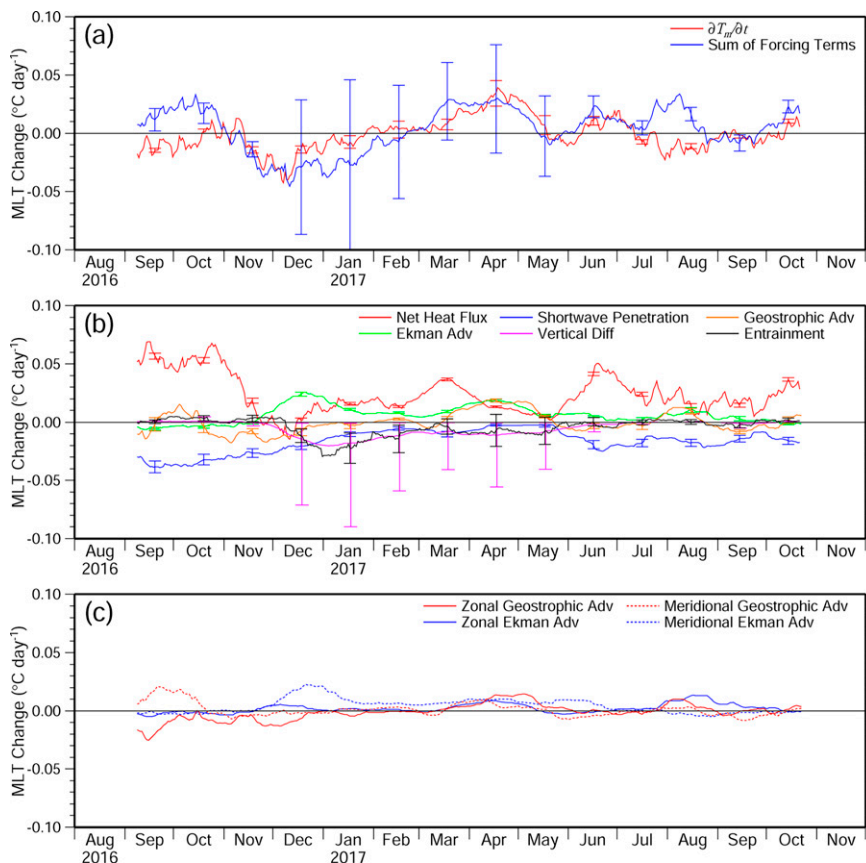 (a)
∂Tm/∂t
Sum of Forcing Terms
MLT Change (°C day-1)
0.10
0.05
0.00
-0.05
-0.10
Aug Sep Oct Nov Dec Jan Feb Mar Apr May Jun Jul Aug Sep Oct Nov
2016 2017
(b)
Net Heat Flux Shortwave Penetration Geostrophic Adv
Ekman Adv Vertical Diff Entrainment
MLT Change (°C day-1)
0.10
0.05
0.00
-0.05
-0.10
Aug Sep Oct Nov Dec Jan Feb Mar Apr May Jun Jul Aug Sep Oct Nov
2016 2017
(c)
Zonal Geostrophic Adv Meridional Geostrophic Adv
Zonal Ekman Adv Meridional Ekman Adv
MLT Change (°C day-1)
0.10
0.05
0.00
-0.05
-0.10
Aug Sep Oct Nov Dec Jan Feb Mar Apr May Jun Jul Aug Sep Oct Nov
2016 2017